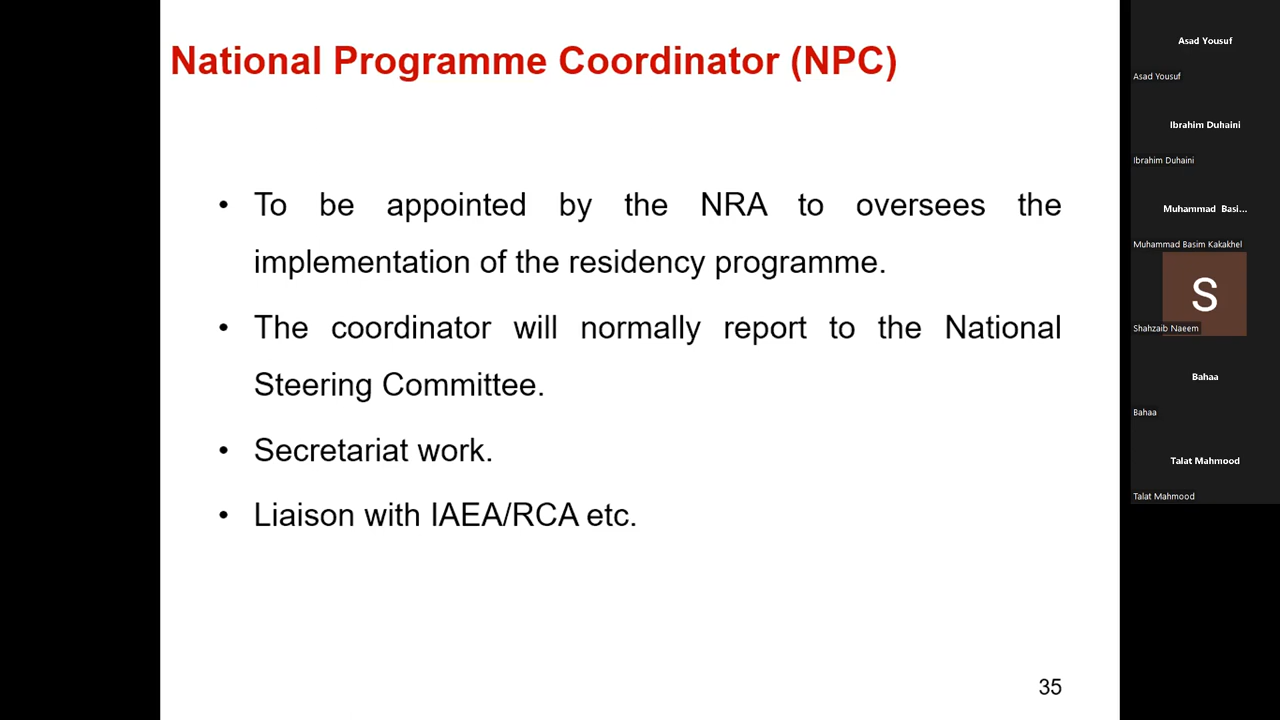 National Programme Coordinator (NPC)
• To be appointed by the NRA to oversees the
implementation of the residency programme.
• The coordinator will normally report to the National
Steering Committee.
• Secretariat work.
• Liaison with IAEA/RCA etc.
35
Asad Yousuf
Asad Yousuf
Ibrahim Duhaini
Ibrahim Duhaini
Muhammad Basi...
Muhammad Basim Kakakhel
S
Shahzaib Naeem
Bahaa
Bahaa
Talat Mahmood
Talat Mahmood